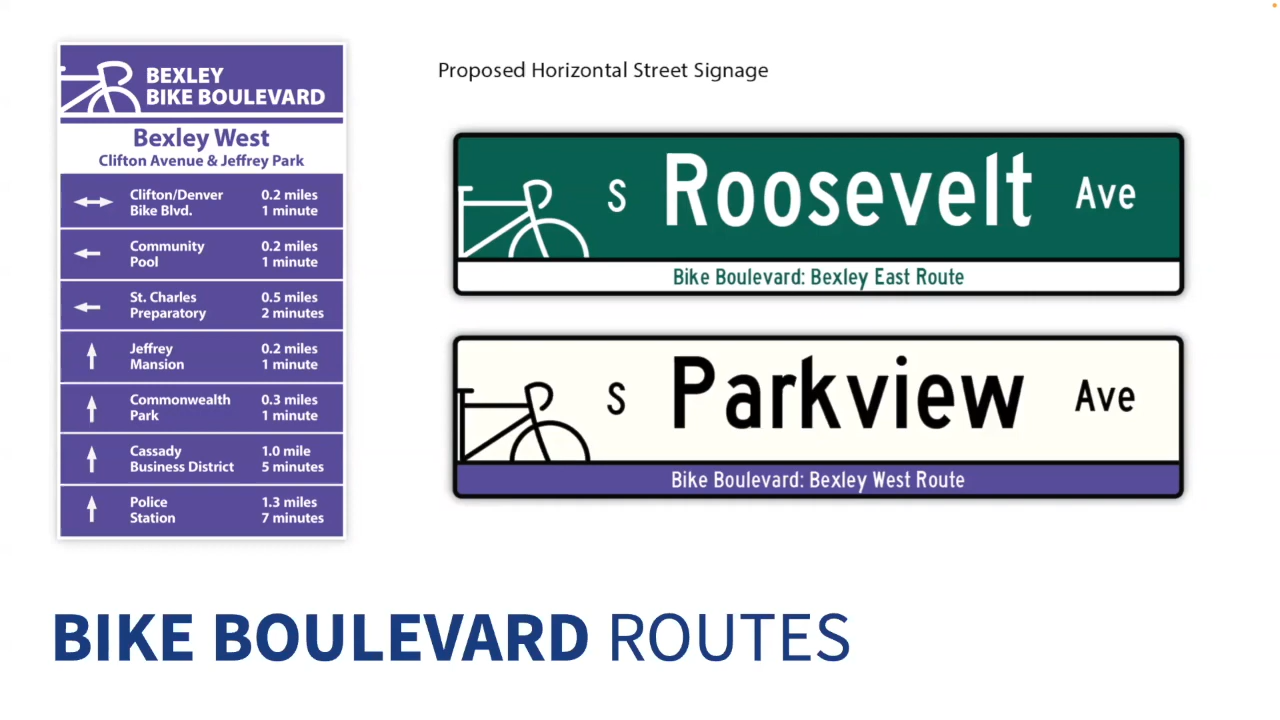 BEXLEY
BIKE BOULEVARD
Bexley West
Clifton Avenue & Jeffrey Park
Clifton/Denver 0.2 miles
Bike Blvd. 1 minute
Community 0.2 miles
Pool 1 minute
St. Charles 0.5 miles
Preparatory 2 minutes
Jeffrey 0.2 miles
Mansion 1 minute
Commonwealth 0.3 miles
Park 1 minute
Cassady 1.0 mile
Business District 5 minutes
Police 1.3 miles
Station 7 minutes
Proposed Horizontal Street Signage
S Roosevelt Ave
Bike Boulevard: Bexley East Route
S Parkview Ave
Bike Boulevard: Bexley West Route
BIKE BOULEVARD ROUTES